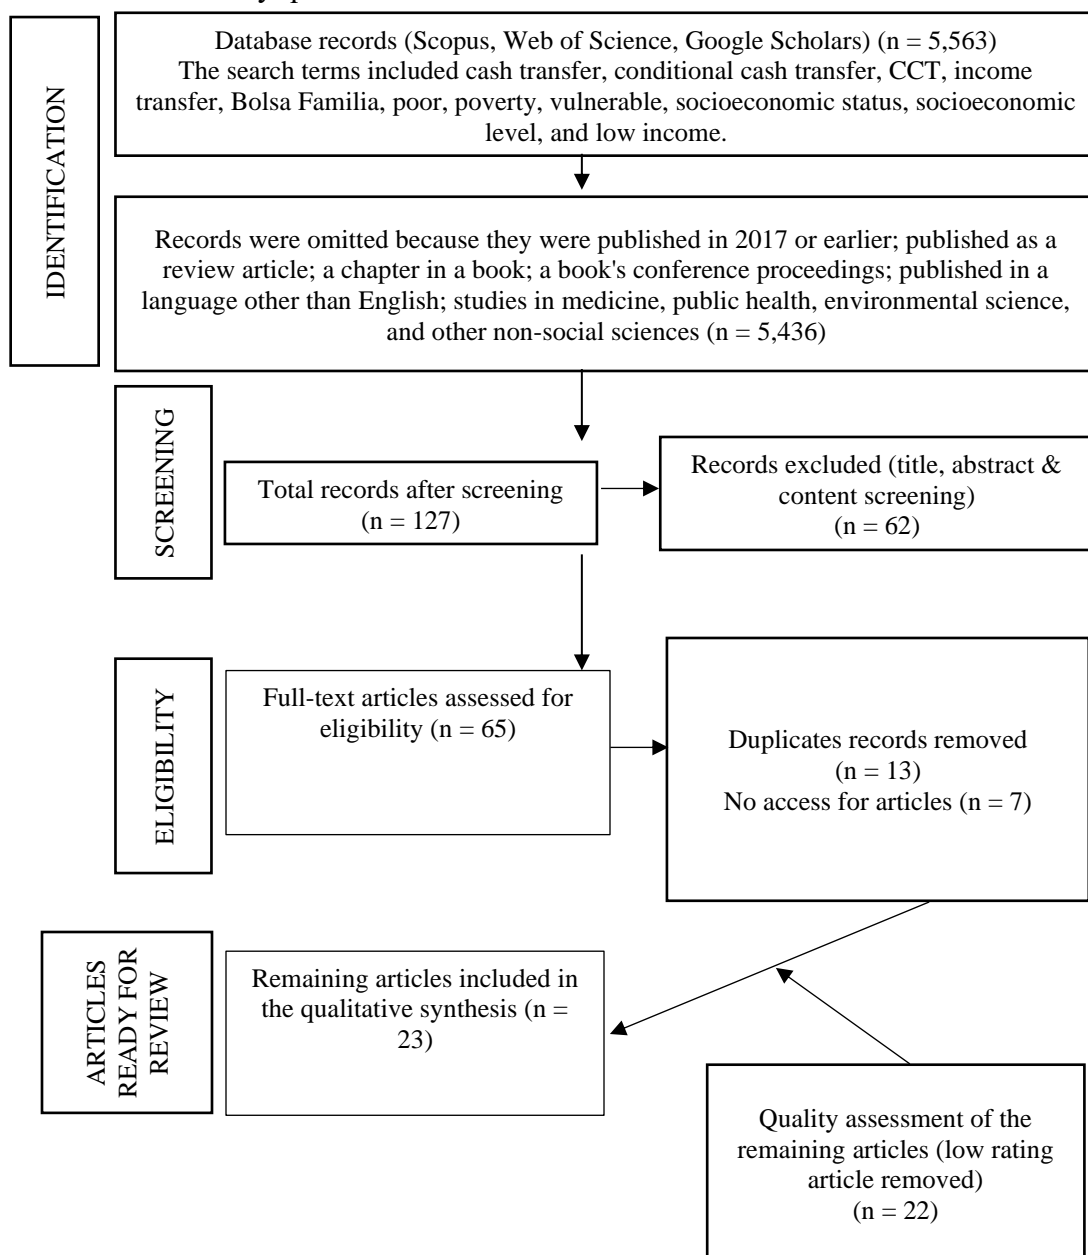 IDENTIFICATION
Database records (Scopus, Web of Science, Google Scholars) (n = 5,563)
The search terms included cash transfer, conditional cash transfer, CCT, income
transfer, Bolsa Familia, poor, poverty, vulnerable, socioeconomic status, socioeconomic
level, and low income.
Records were omitted because they were published in 2017 or earlier; published as a
review article; a chapter in a book; a book's conference proceedings; published in a
language other than English; studies in medicine, public health, environmental science,
and other non-social sciences (n = 5,436)
SCREENING
Total records after screening
(n = 127)
Records excluded (title, abstract &
content screening)
(n = 62)
ELIGIBILITY
Full-text articles assessed for
eligibility (n = 65)
Duplicates records removed
(n = 13)
No access for articles (n = 7)
ARTICLES
READY FOR
REVIEW
Remaining articles included in
the qualitative synthesis (n =
23)
Quality assessment of the
remaining articles (low rating
article removed)
(n = 22)